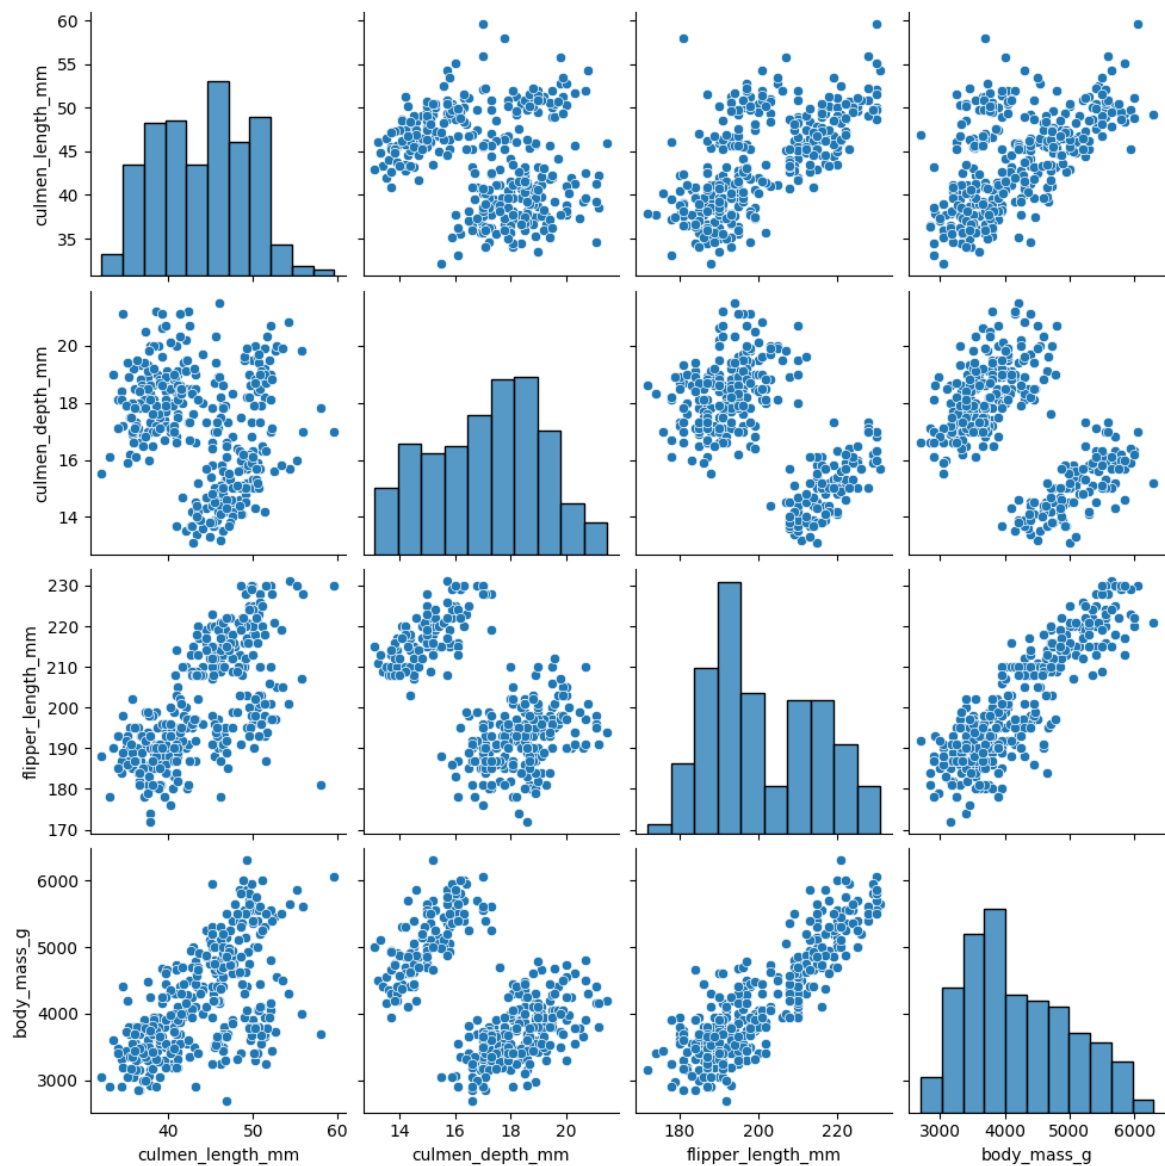 60
55
50
45
40
35
culmen_length_mm
20
18
16
14
culmen_depth_mm
230
220
210
200
190
180
170
flipper_length_mm
6000
5000
4000
3000
body_mass_g
40 50 60
14 16 18 20
180 200 220
3000 4000 5000 6000
culmen_length_mm culmen_depth_mm flipper_length_mm body_mass_g